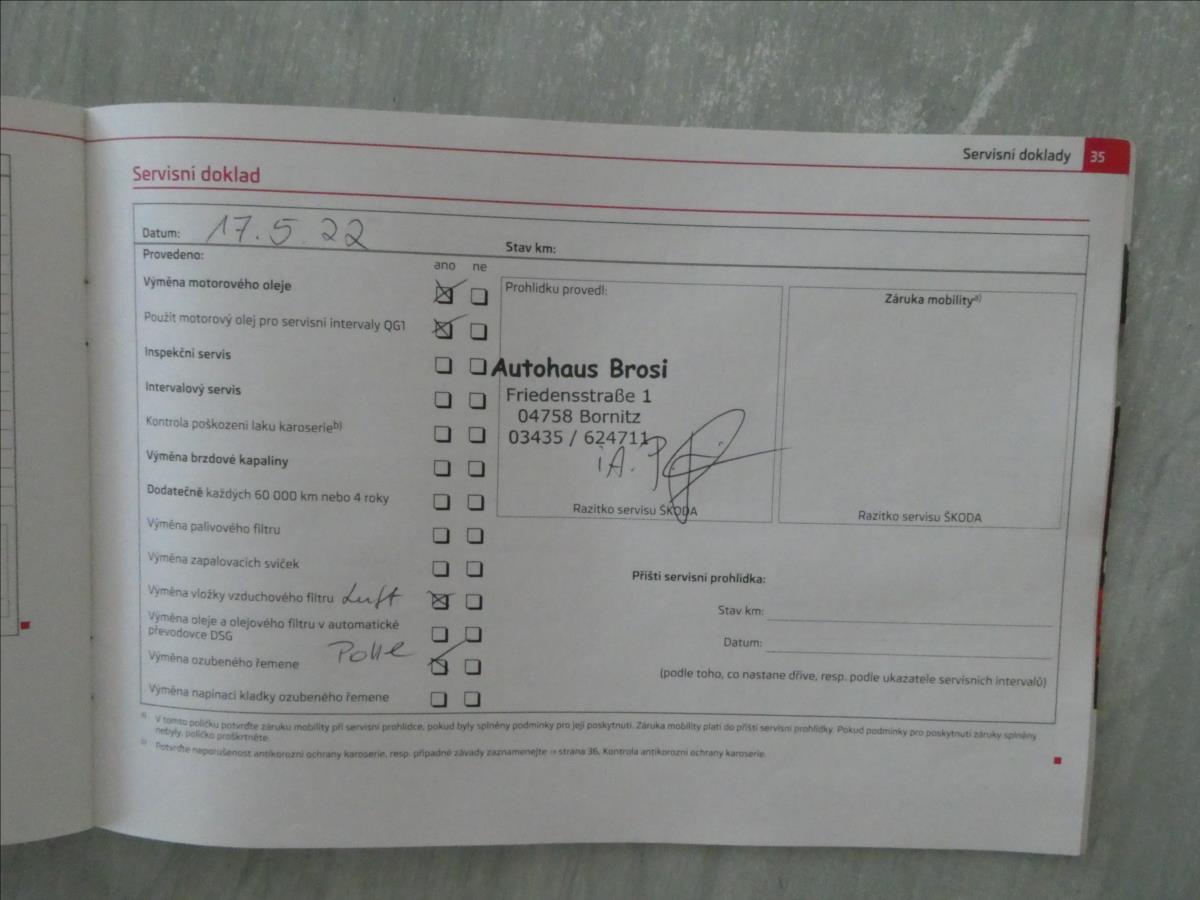 Servisní doklady 35
Servisní doklad
Datum: 17.5.22
Stav km:
Provedeno:
ano ne
Výměna motorového oleje
Použit motorový olej pro servisní intervaly QG1
Inspekční servis
Intervalový servis
Kontrola poškození laku karoserieb)
Výměna brzdové kapaliny
Dodatečně každých 60 000 km nebo 4 roky
Výměna palivového filtru
Výměna zapalovacích svíček
Výměna vložky vzduchového filtru Luft
Výměna oleje a olejového filtru v automatické
převodovce DSG
Polle
Výměna ozubeného řemene
Výměna napínací kladky ozubeného řemene
Prohlídku provedl:
Autohaus Brosi
Friedensstraße 1
04758 Bornitz
03435 / 624711
i.A.
Razítko servisu ŠKODA
Záruka mobilitya)
Razítko servisu ŠKODA
Příští servisní prohlídka:
Stav km:
Datum:
(podle toho, co nastane dříve, resp. podle ukazatele servisních intervalů)
a) V tomto políčku potvrďte záruku mobility při servisní prohlídce, pokud byly splněny podmínky pro její poskytnutí. Záruka mobility platí do příští servisní prohlídky. Pokud podmínky pro poskytnutí záruky splněny
nebyly, políčko proškrtněte.
b) Potvrďte neporušenost antikorozní ochrany karoserie, resp. případné závady zaznamenejte ⇒ strana 36, Kontrola antikorozní ochrany karoserie.